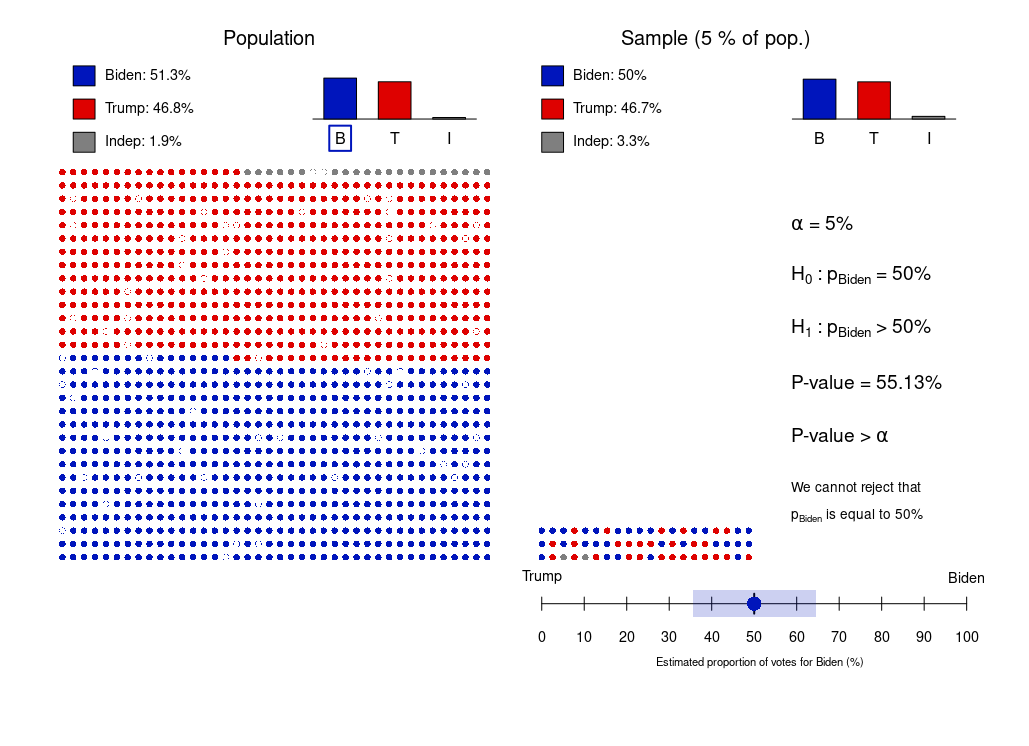 Population
Biden: 51.3%
Trump: 46.8%
Indep: 1.9%
B T I
Sample (5 % of pop.)
Biden: 50%
Trump: 46.7%
Indep: 3.3%
B T I
α = 5%
H0 : pBiden = 50%
H1 : pBiden > 50%
P-value = 55.13%
P-value > α
We cannot reject that
pBiden is equal to 50%
Trump Biden
0 10 20 30 40 50 60 70 80 90 100
Estimated proportion of votes for Biden (%)